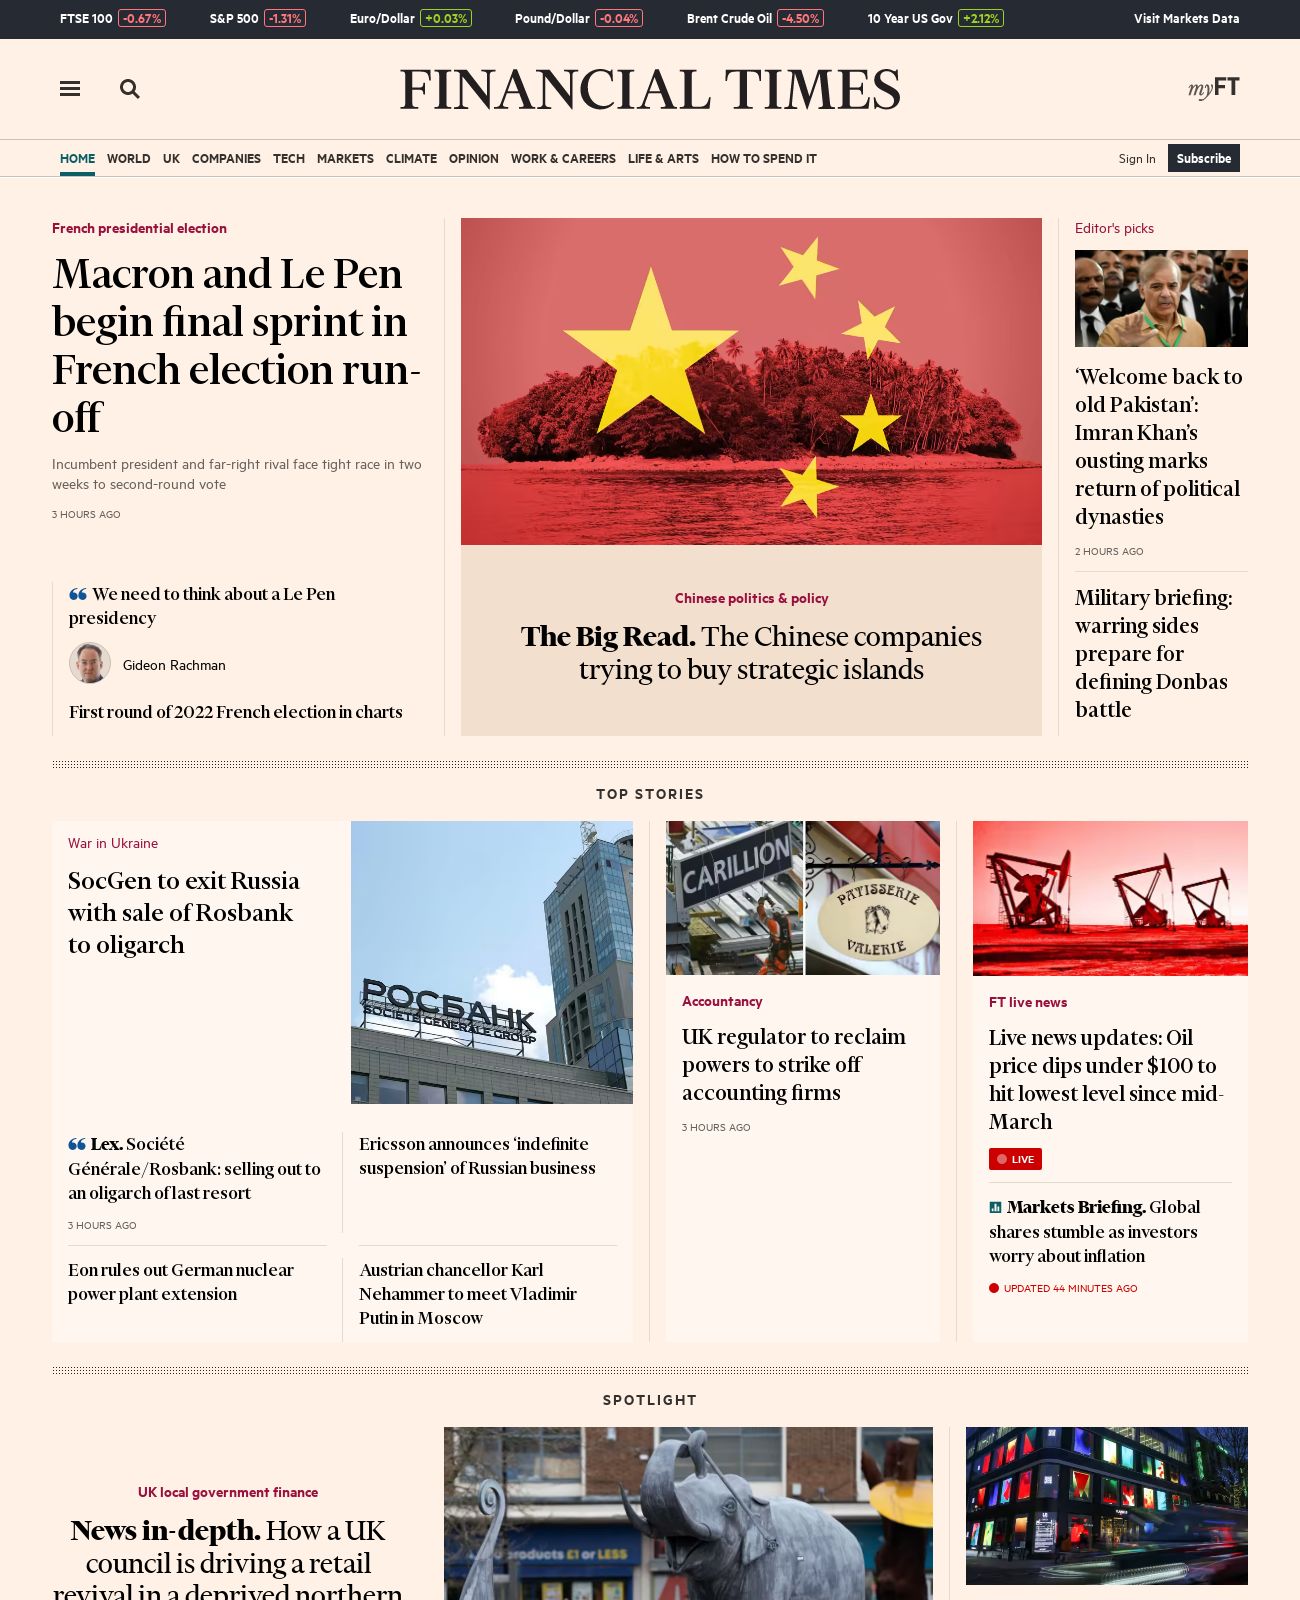 FTSE 100 -0.67% S&P 500 -1.31% Euro/Dollar +0.03% Pound/Dollar -0.04% Brent Crude Oil -4.50% 10 Year US Gov +2.12% Visit Markets Data
FINANCIAL TIMES
myFT
HOME WORLD UK COMPANIES TECH MARKETS CLIMATE OPINION WORK & CAREERS LIFE & ARTS HOW TO SPEND IT Sign In Subscribe
French presidential election
Macron and Le Pen
begin final sprint in
French election run-
off
Incumbent president and far-right rival face tight race in two
weeks to second-round vote
3 HOURS AGO
We need to think about a Le Pen
presidency
Gideon Rachman
First round of 2022 French election in charts
Chinese politics & policy
The Big Read. The Chinese companies
trying to buy strategic islands
Editor's picks
‘Welcome back to
old Pakistan’:
Imran Khan’s
ousting marks
return of political
dynasties
2 HOURS AGO
Military briefing:
warring sides
prepare for
defining Donbas
battle
TOP STORIES
War in Ukraine
SocGen to exit Russia
with sale of Rosbank
to oligarch
РОСБАНК
SOCIETE GENERALE GROUP
Lex. Société
Générale/Rosbank: selling out to
an oligarch of last resort
3 HOURS AGO
Ericsson announces ‘indefinite
suspension’ of Russian business
Eon rules out German nuclear
power plant extension
Austrian chancellor Karl
Nehammer to meet Vladimir
Putin in Moscow
CARILLION
PATISSERIE
VALERIE
Accountancy
UK regulator to reclaim
powers to strike off
accounting firms
3 HOURS AGO
FT live news
Live news updates: Oil
price dips under $100 to
hit lowest level since mid-
March
LIVE
Markets Briefing. Global
shares stumble as investors
worry about inflation
UPDATED 44 MINUTES AGO
SPOTLIGHT
UK local government finance
News in-depth. How a UK
council is driving a retail
revival in a deprived northern
products £1 or LESS